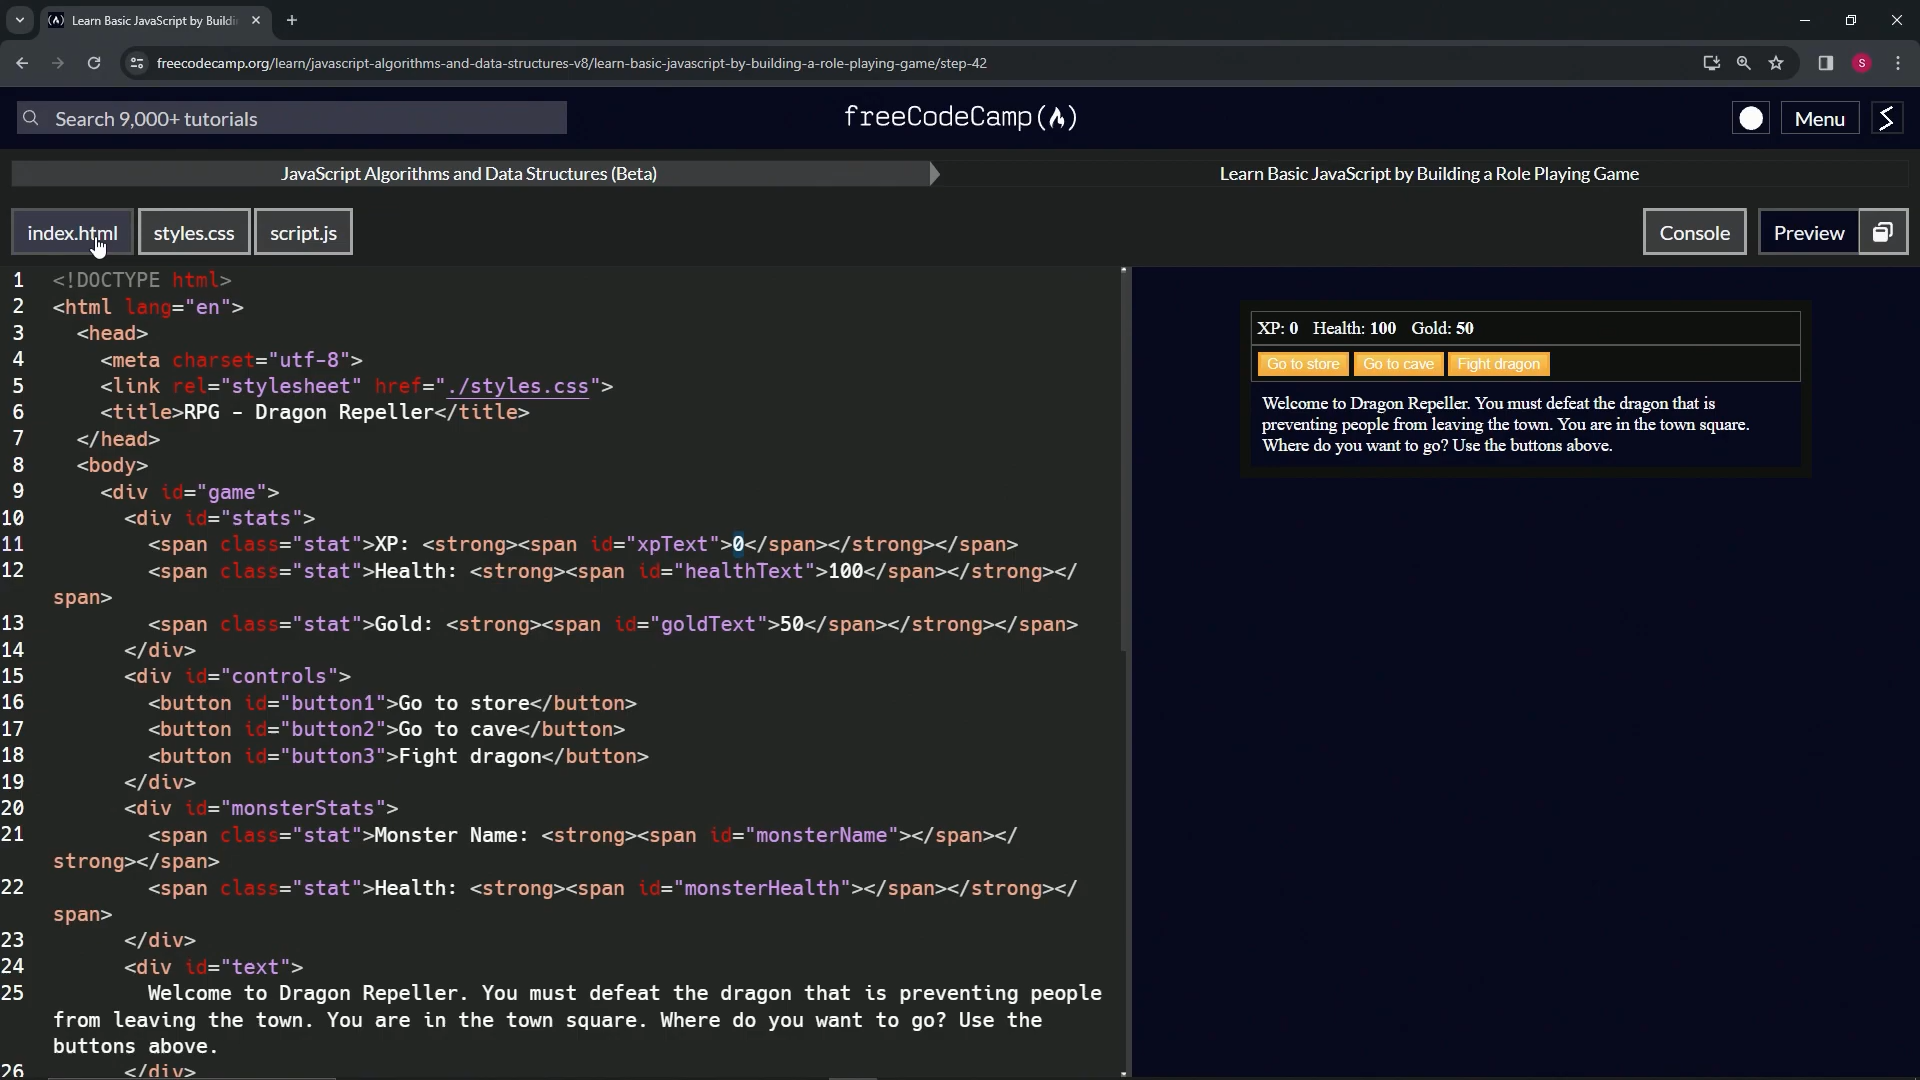 Learn Basic JavaScript by Buildi
freecodecamp.org/learn/javascript-algorithms-and-data-structures-v8/learn-basic-javascript-by-building-a-role-playing-game/step-42
S
Search 9,000+ tutorials
freeCodeCamp(🔥)
Menu
JavaScript Algorithms and Data Structures (Beta)
Learn Basic JavaScript by Building a Role Playing Game
index.html
styles.css
script.js
Console
Preview
1 <!DOCTYPE html>
2 <html lang="en">
3 <head>
4 <meta charset="utf-8">
5 <link rel="stylesheet" href="./styles.css">
6 <title>RPG - Dragon Repeller</title>
7 </head>
8 <body>
9 <div id="game">
10 <div id="stats">
11 <span class="stat">XP: <strong><span id="xpText">0</span></strong></span>
12 <span class="stat">Health: <strong><span id="healthText">100</span></strong></
span>
13 <span class="stat">Gold: <strong><span id="goldText">50</span></strong></span>
14 </div>
15 <div id="controls">
16 <button id="button1">Go to store</button>
17 <button id="button2">Go to cave</button>
18 <button id="button3">Fight dragon</button>
19 </div>
20 <div id="monsterStats">
21 <span class="stat">Monster Name: <strong><span id="monsterName"></span></
strong></span>
22 <span class="stat">Health: <strong><span id="monsterHealth"></span></strong></
span>
23 </div>
24 <div id="text">
25 Welcome to Dragon Repeller. You must defeat the dragon that is preventing people
from leaving the town. You are in the town square. Where do you want to go? Use the
buttons above.
26 </div>
XP: 0 Health: 100 Gold: 50
Go to store Go to cave Fight dragon
Welcome to Dragon Repeller. You must defeat the dragon that is
preventing people from leaving the town. You are in the town square.
Where do you want to go? Use the buttons above.